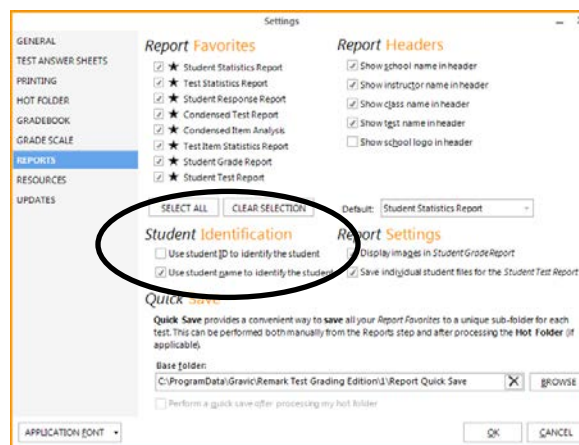 Settings
GENERAL
TEST ANSWER SHEETS
PRINTING
HOT FOLDER
GRADEBOOK
GRADE SCALE
REPORTS
RESOURCES
UPDATES
Report Favorites
Student Statistics Report
Test Statistics Report
Student Response Report
Condensed Test Report
Condensed Item Analysis
Test Item Statistics Report
Student Grade Report
Student Test Report
SELECT ALL CLEAR SELECTION
Report Headers
Show school name in header
Show instructor name in header
Show class name in header
Show test name in header
Show school logo in header
Default: Student Statistics Report
Student Identification
Use student ID to identify the student
Use student name to identify the student
Report Settings
Display images in Student Grade Report
Save individual student files for the Student Test Report
Quick Save
Quick Save provides a convenient way to save all your Report Favorites to a unique sub-folder for each
test. This can be performed both manually from the Reports step and after processing the Hot Folder (if
applicable).
Base folder:
C:\ProgramData\Gravic\Remark Test Grading Edition\1\Report Quick Save X BROWSE
Perform a quick save after processing my hot folder
APPLICATION FONT OK CANCEL